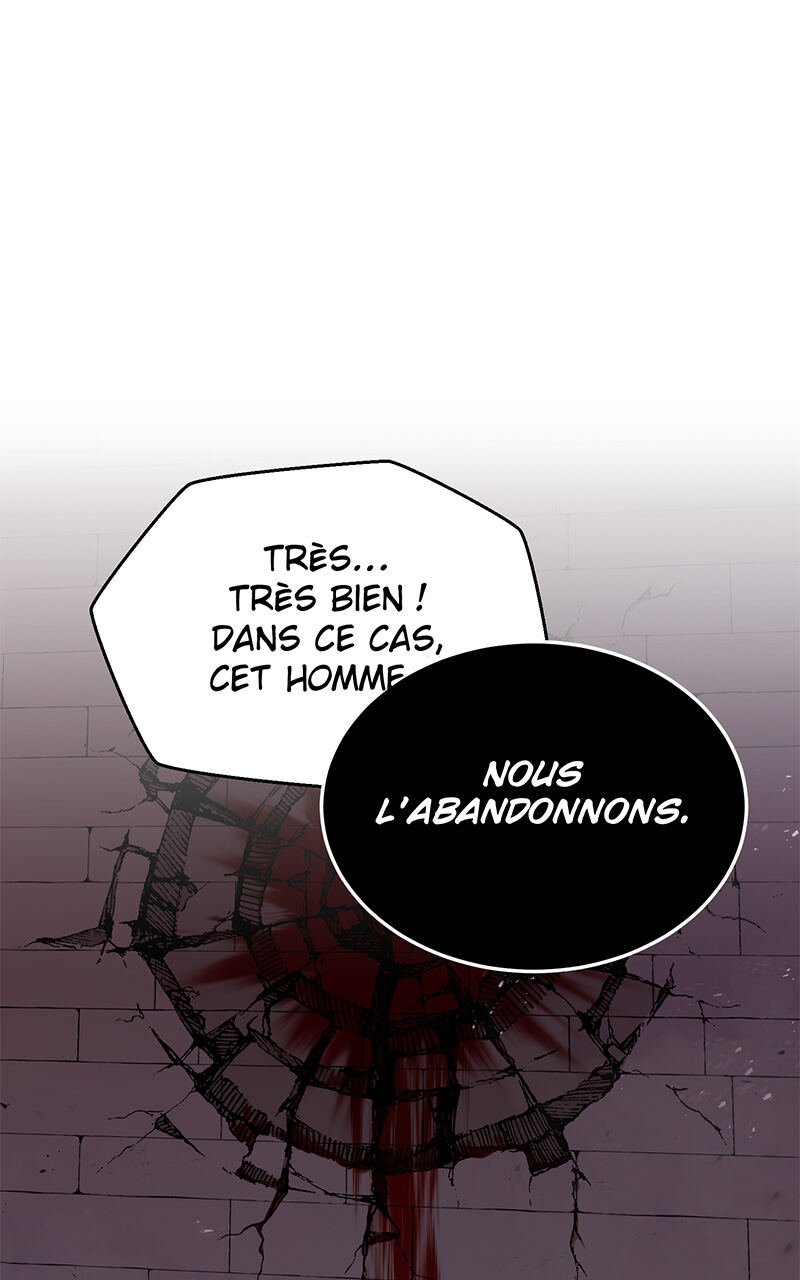 TRÈS...
TRÈS BIEN !
DANS CE CAS,
CET HOMME
NOUS
L'ABANDONNONS.